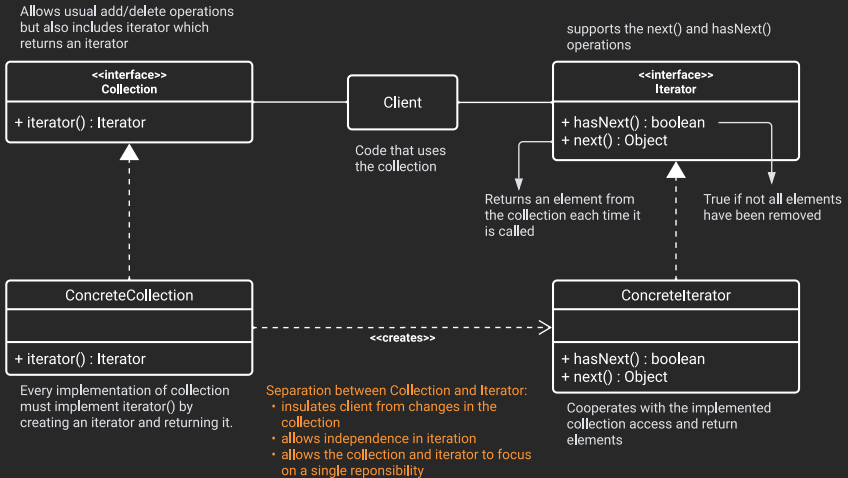 Allows usual add/delete operations
but also includes iterator which
returns an iterator
<<interface>>
Collection
+ iterator() : Iterator
Client
Code that uses
the collection
supports the next() and hasNext()
operations
<<interface>>
Iterator
+ hasNext() : boolean
+ next() : Object
Returns an element from
the collection each time it
is called
True if not all elements
have been removed
ConcreteCollection
+ iterator() : Iterator
Every implementation of collection
must implement iterator() by
creating an iterator and returning it.
<<creates>>
Separation between Collection and Iterator:
• insulates client from changes in the
collection
• allows independence in iteration
• allows the collection and iterator to focus
on a single reponsibility
ConcreteIterator
+ hasNext() : boolean
+ next() : Object
Cooperates with the implemented
collection access and return
elements